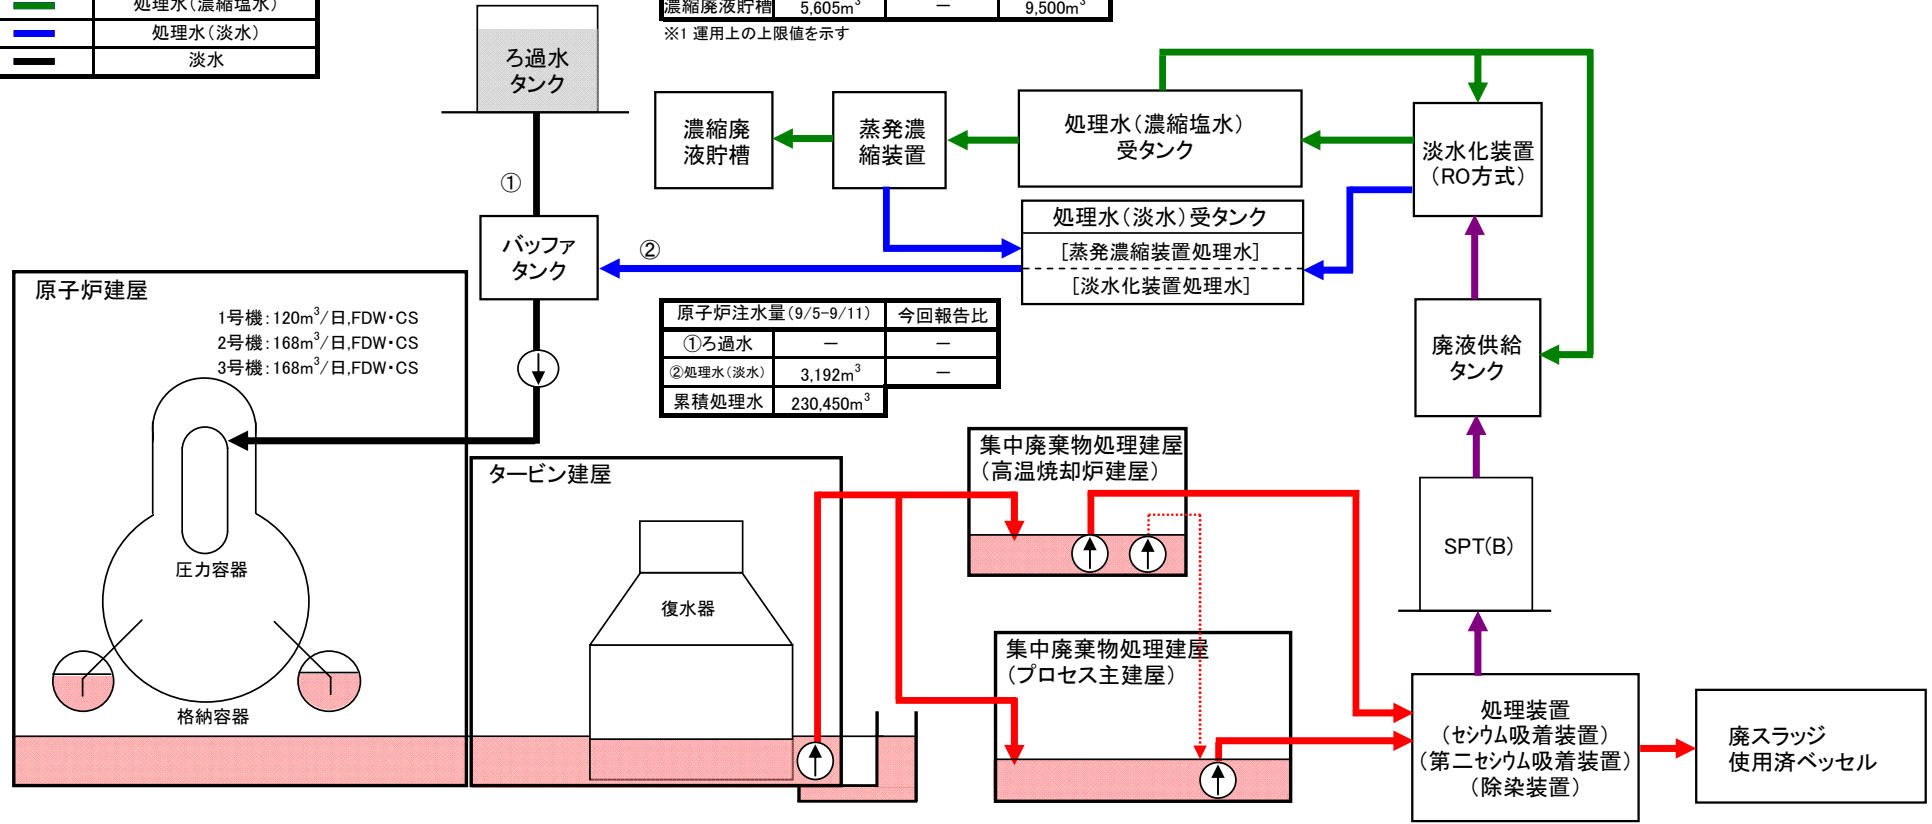 処理水(濃縮塩水)
処理水(淡水)
淡水
濃縮廃液貯槽 5,605m³ － 9,500m³
※1 運用上の上限値を示す
ろ過水
タンク
濃縮廃
液貯槽
蒸発濃
縮装置
処理水(濃縮塩水)
受タンク
淡水化装置
(RO方式)
①
バッファ
タンク
②
処理水(淡水)受タンク
[蒸発濃縮装置処理水]
[淡水化装置処理水]
原子炉建屋
1号機:120m³/日,FDW・CS
2号機:168m³/日,FDW・CS
3号機:168m³/日,FDW・CS
原子炉注水量(9/5-9/11) 今回報告比
①ろ過水 － －
②処理水(淡水) 3,192m³ －
累積処理水 230,450m³
廃液供給
タンク
圧力容器
格納容器
タービン建屋
復水器
集中廃棄物処理建屋
(高温焼却炉建屋)
SPT(B)
集中廃棄物処理建屋
(プロセス主建屋)
処理装置
(セシウム吸着装置)
(第二セシウム吸着装置)
(除染装置)
廃スラッジ
使用済ベッセル